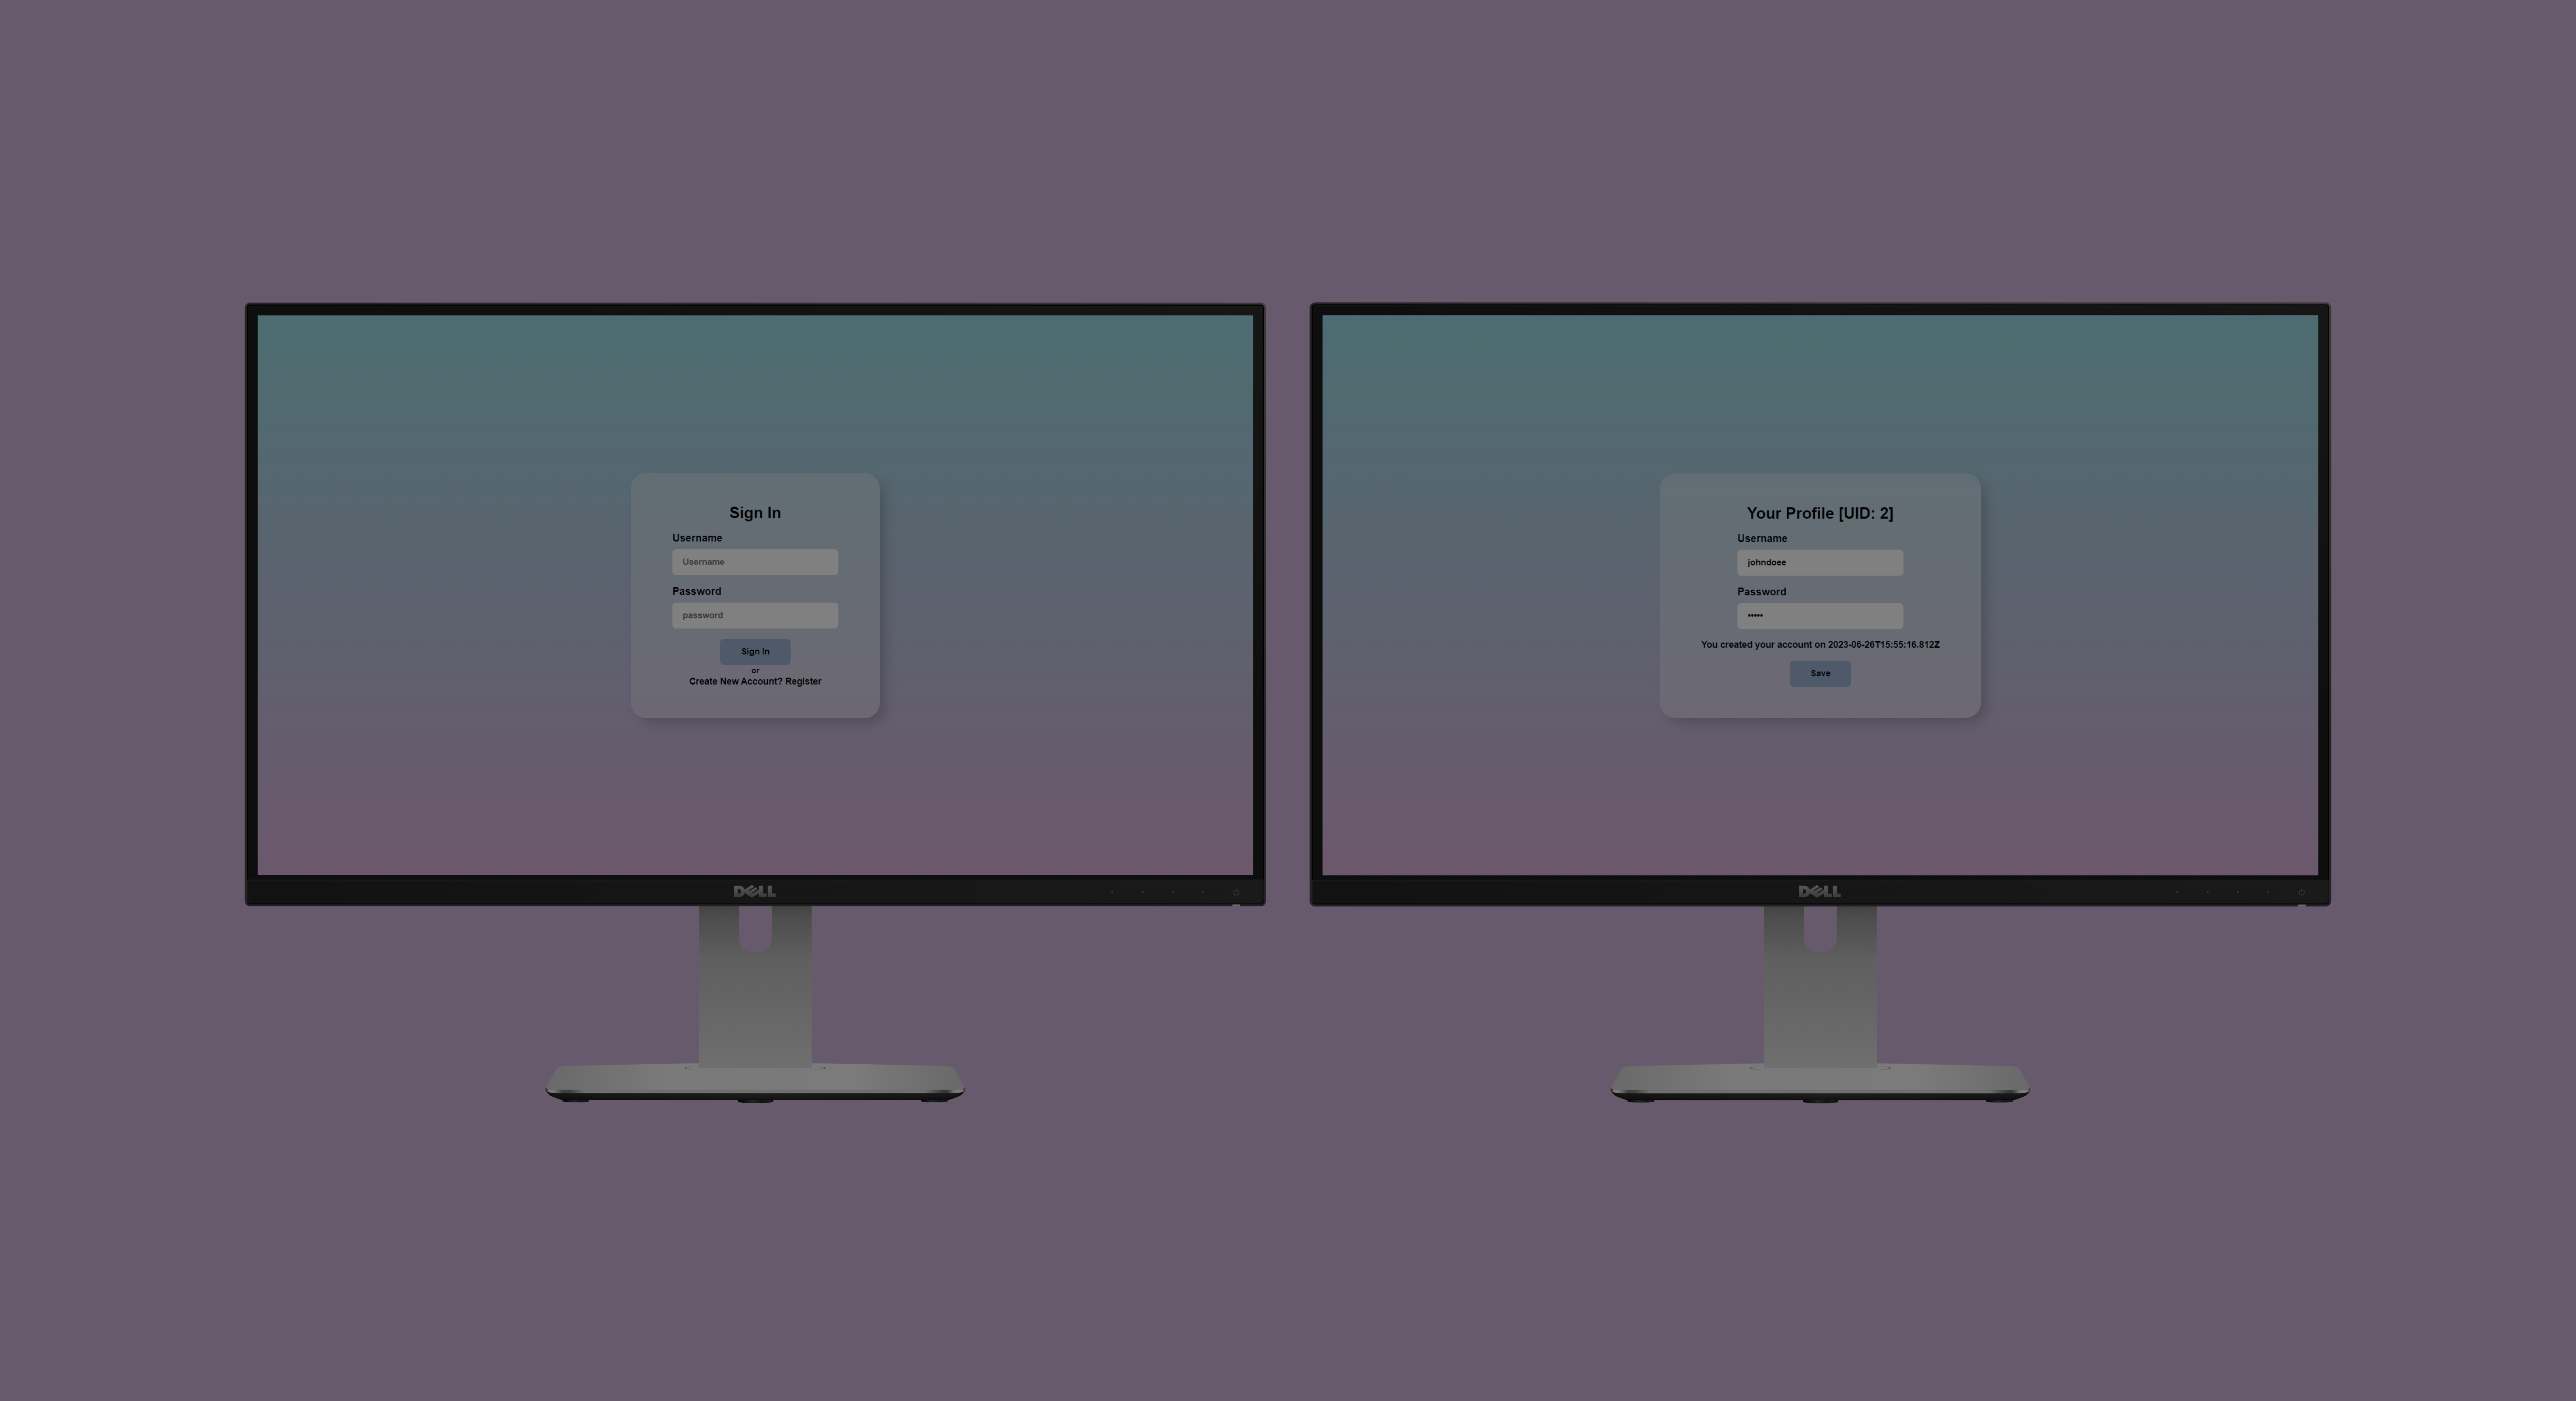 Sign In
Username
Username
Password
password
Sign In
or
Create New Account? Register
DELL
Your Profile [UID: 2]
Username
johndoee
Password
•••••
You created your account on 2023-06-26T15:55:16.812Z
Save
DELL